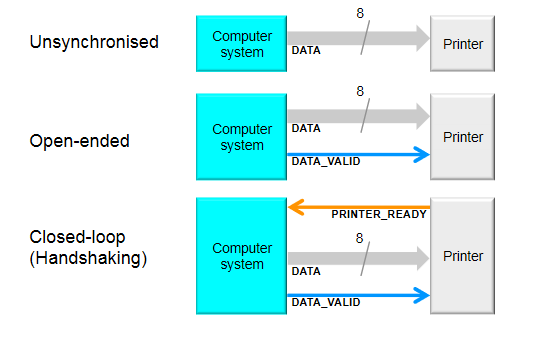 Unsynchronised
Computer
system
8
DATA
Printer
Open-ended
Computer
system
8
DATA
DATA_VALID
Printer
Closed-loop
(Handshaking)
Computer
system
PRINTER_READY
8
DATA
DATA_VALID
Printer